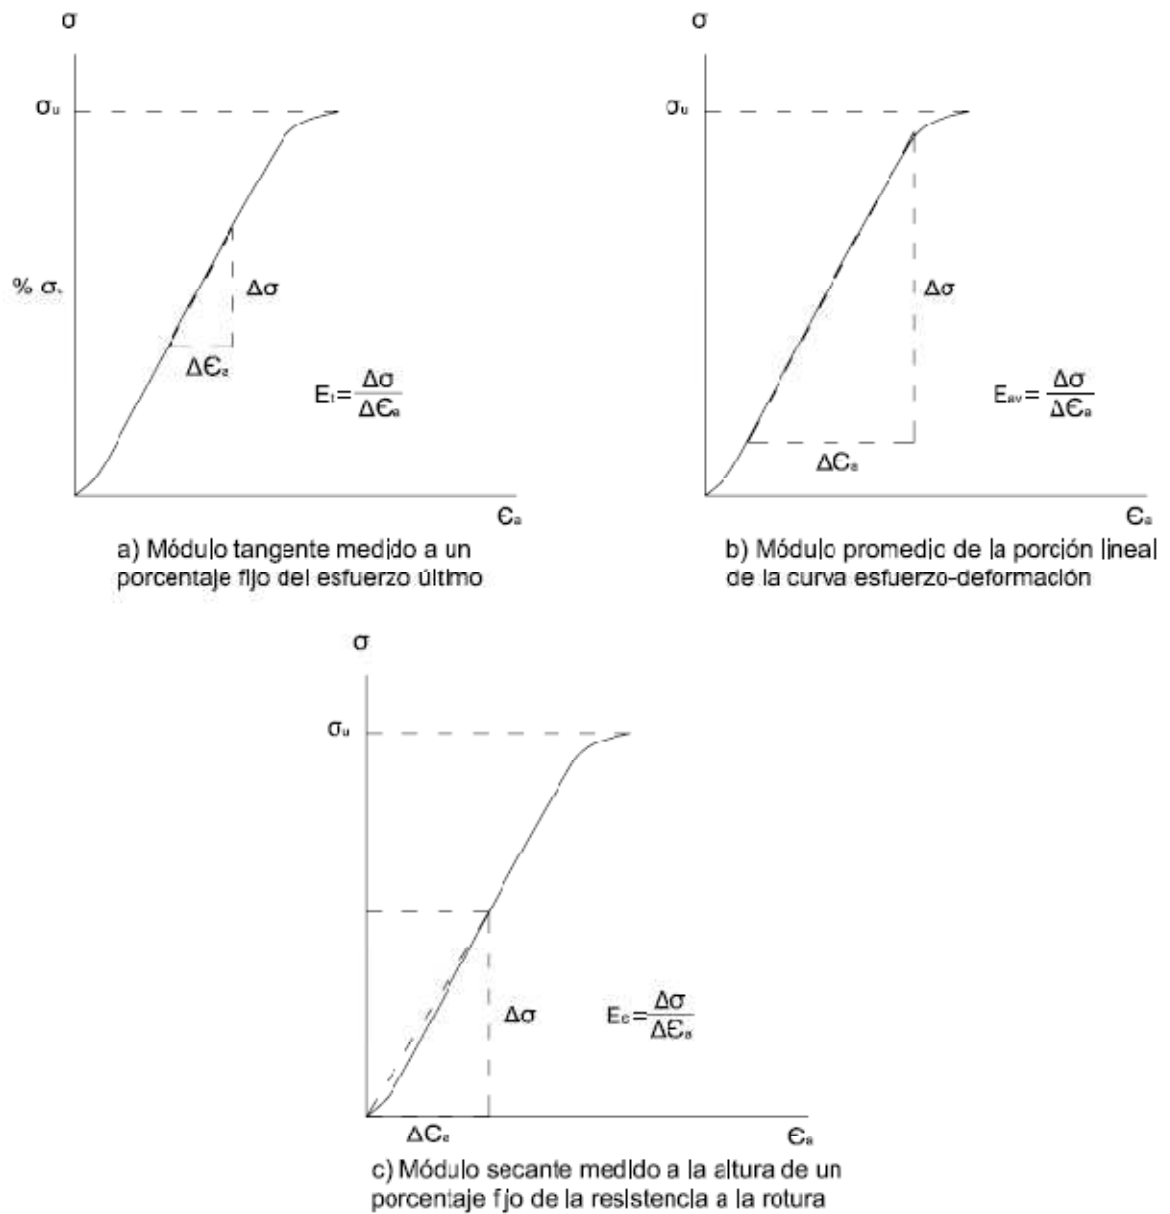 σ
σ
σu
σu
% σ
Δσ
Δσ
ΔЄa
Et = Δσ
ΔЄa
Eav = Δσ
ΔЄa
ΔЄa
Єa
Єa
a) Módulo tangente medido a un
porcentaje fijo del esfuerzo último
b) Módulo promedio de la porción lineal
de la curva esfuerzo-deformación
σ
σu
Δσ
Es = Δσ
ΔЄa
ΔЄa
Єa
c) Módulo secante medido a la altura de un
porcentaje fijo de la resistencia a la rotura